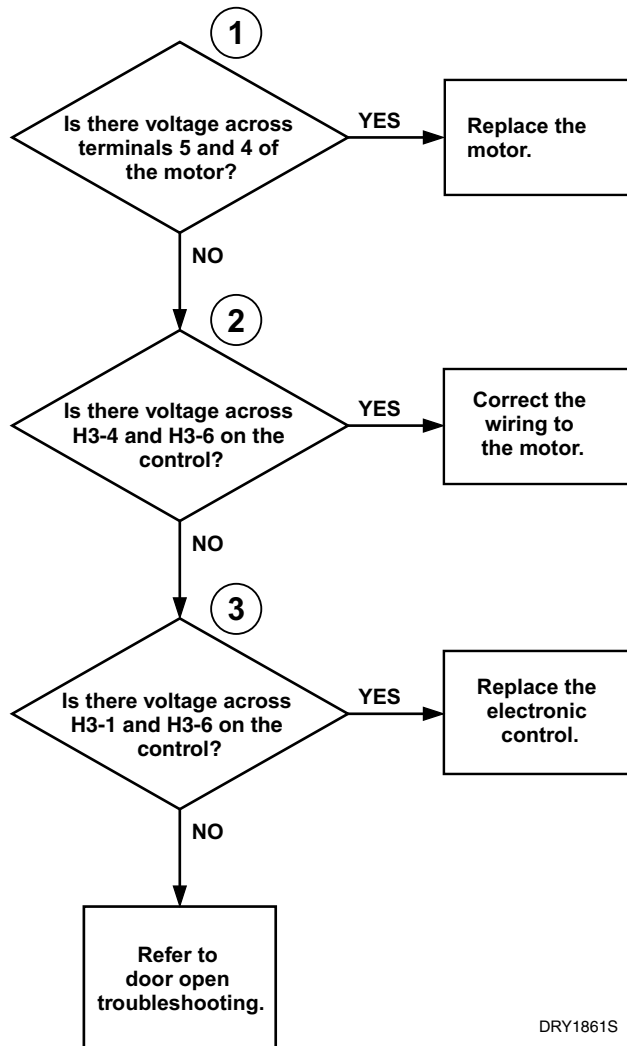 1
Is there voltage across
terminals 5 and 4 of
the motor?
YES
Replace the
motor.
NO
2
Is there voltage across
H3-4 and H3-6 on the
control?
YES
Correct the
wiring to
the motor.
NO
3
Is there voltage across
H3-1 and H3-6 on the
control?
YES
Replace the
electronic
control.
NO
Refer to
door open
troubleshooting.
DRY1861S